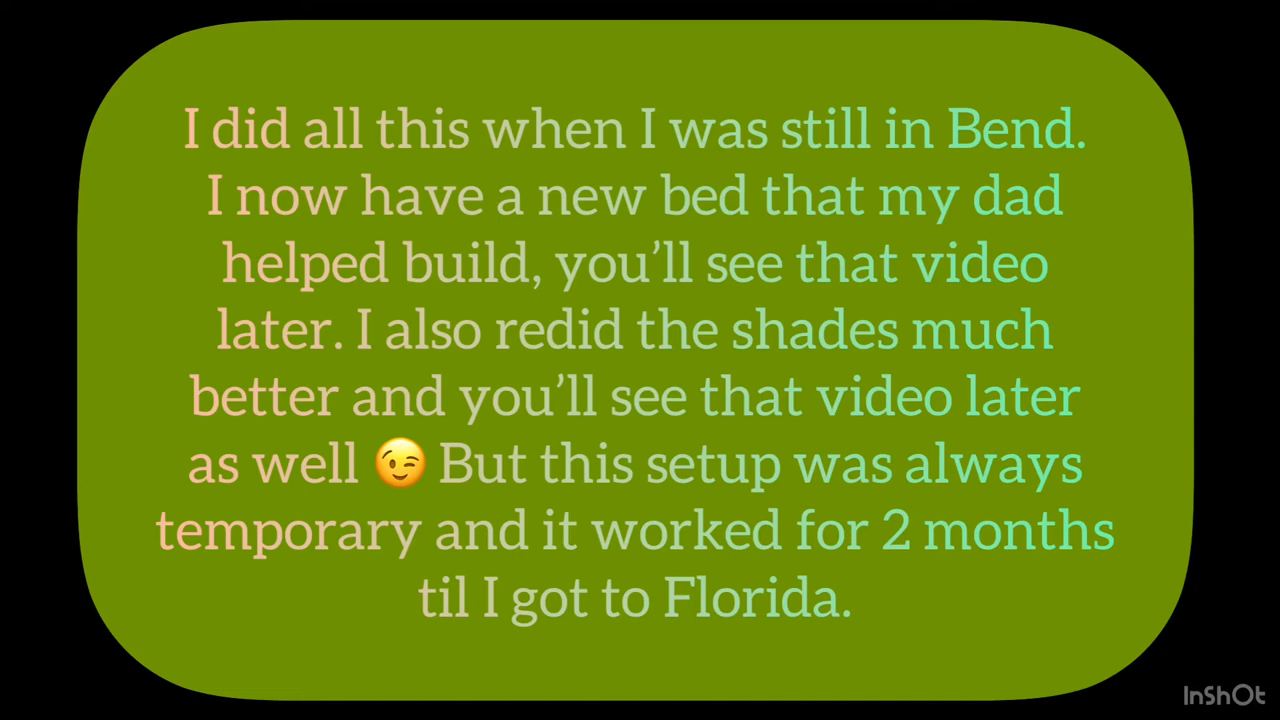 I did all this when I was still in Bend.
I now have a new bed that my dad
helped build, you’ll see that video
later. I also redid the shades much
better and you’ll see that video later
as well 😉 But this setup was always
temporary and it worked for 2 months
til I got to Florida.
InShOt